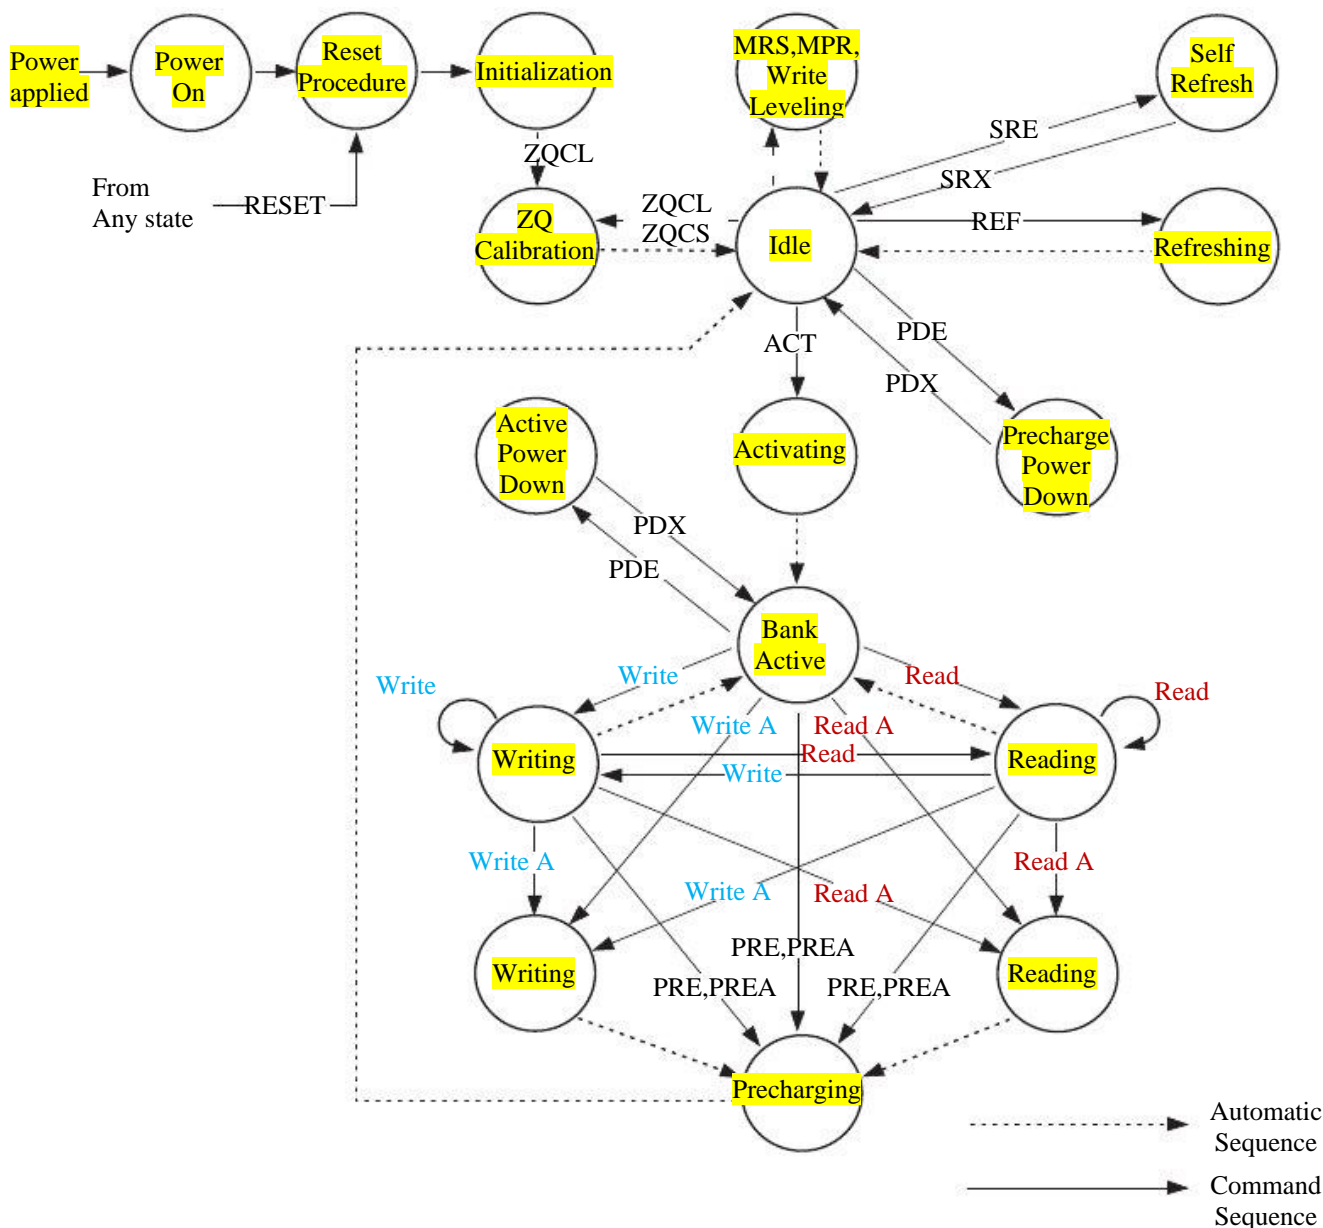 Power
applied
Power
On
Reset
Procedure
Initialization
MRS,MPR,
Write
Leveling
Self
Refresh
From
Any state
RESET
ZQCL
ZQ
Calibration
ZQCL
ZQCS
Idle
SRE
SRX
REF
Refreshing
ACT
PDE
PDX
Active
Power
Down
Activating
Precharge
Power
Down
PDX
PDE
Bank
Active
Write
Write
Read
Read
Write A
Read A
Writing
Read
Write
Reading
Write A
Write A
Read A
Read A
Writing
PRE,PREA
PRE,PREA
PRE,PREA
Reading
Precharging
Automatic
Sequence
Command
Sequence